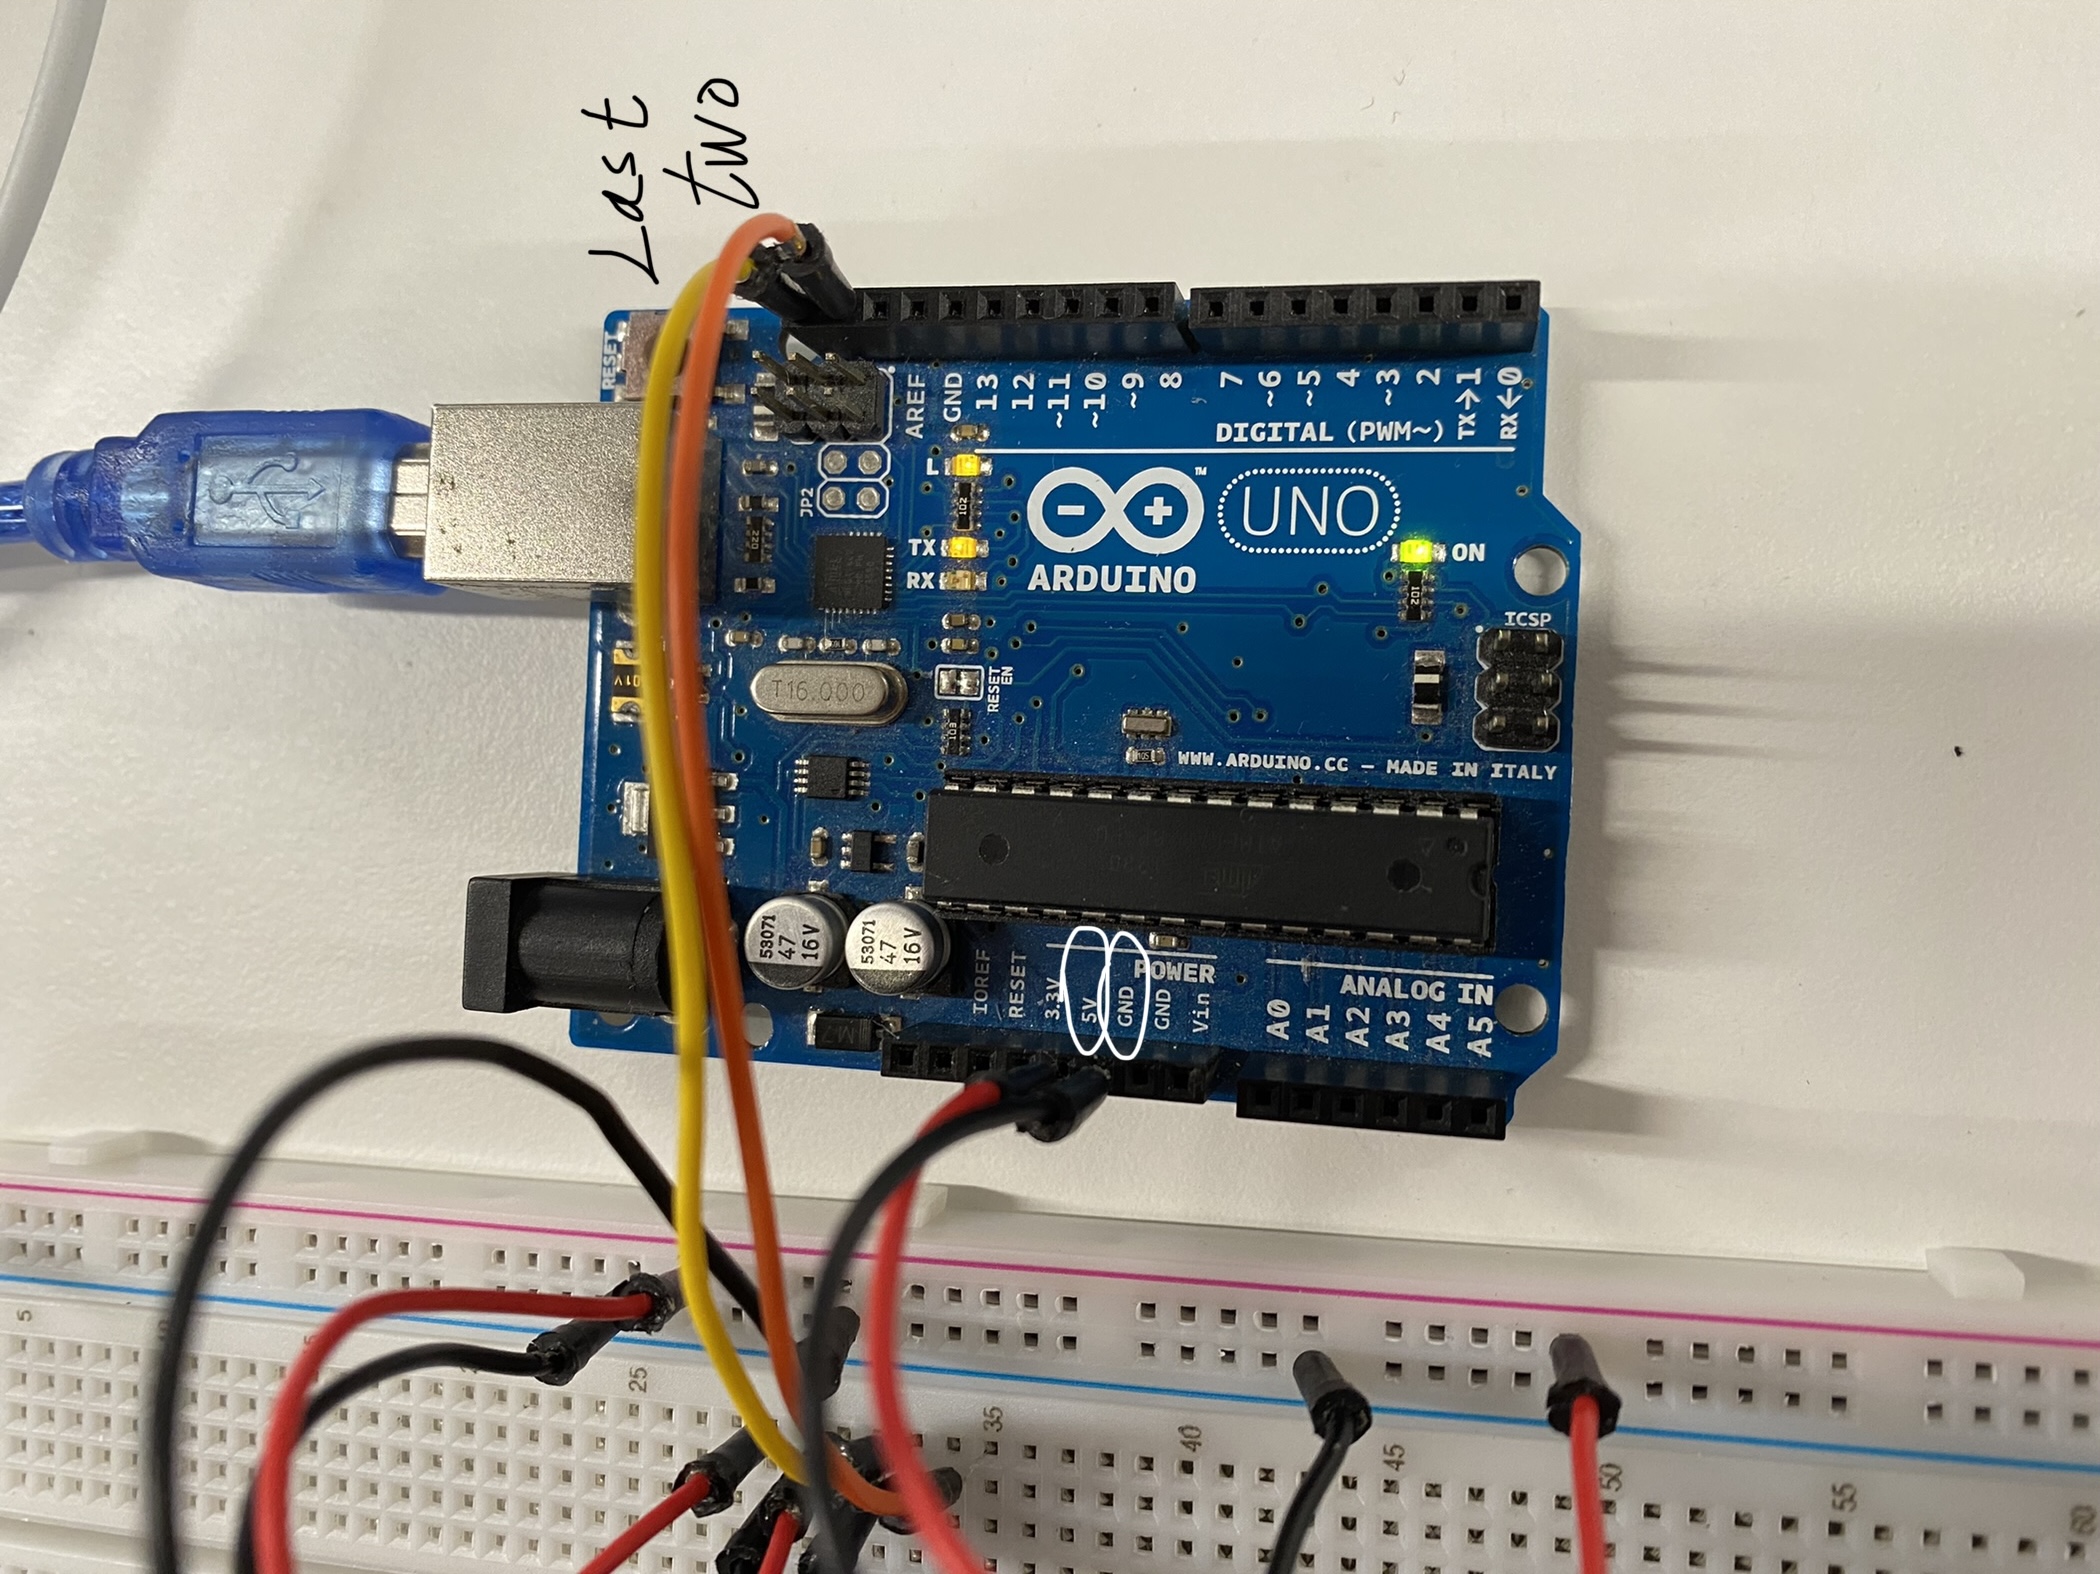 Last
two
RESET
AREF
GND
13
12
~11
~10
~9
8
7
~6
~5
4
~3
2
TX→1
RX←0
DIGITAL (PWM~)
L
JP2
TX
RX
ARDUINO
UNO
™
ON
ICSP
T16.000
RESET EN
WWW.ARDUINO.CC — MADE IN ITALY
53071
47
16V
53071
47
16V
IOREF
RESET
3.3V
5V
GND
GND
Vin
POWER
A0
A1
A2
A3
A4
A5
ANALOG IN
M7
5
25
35
40
45
50
55
60